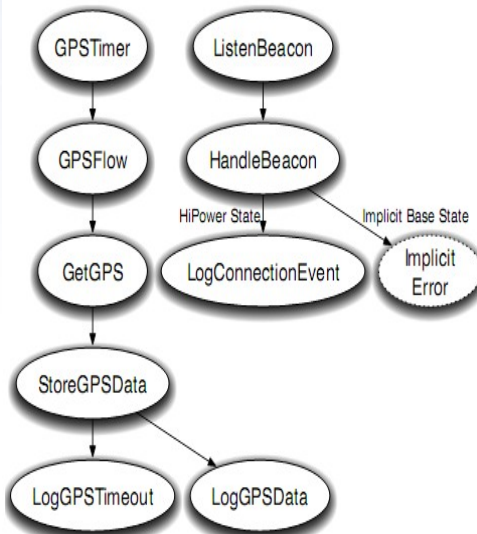 GPSTimer
ListenBeacon
GPSFlow
HandleBeacon
HiPower State
Implicit Base State
GetGPS
LogConnectionEvent
Implicit
Error
StoreGPSData
LogGPSTimeout
LogGPSData